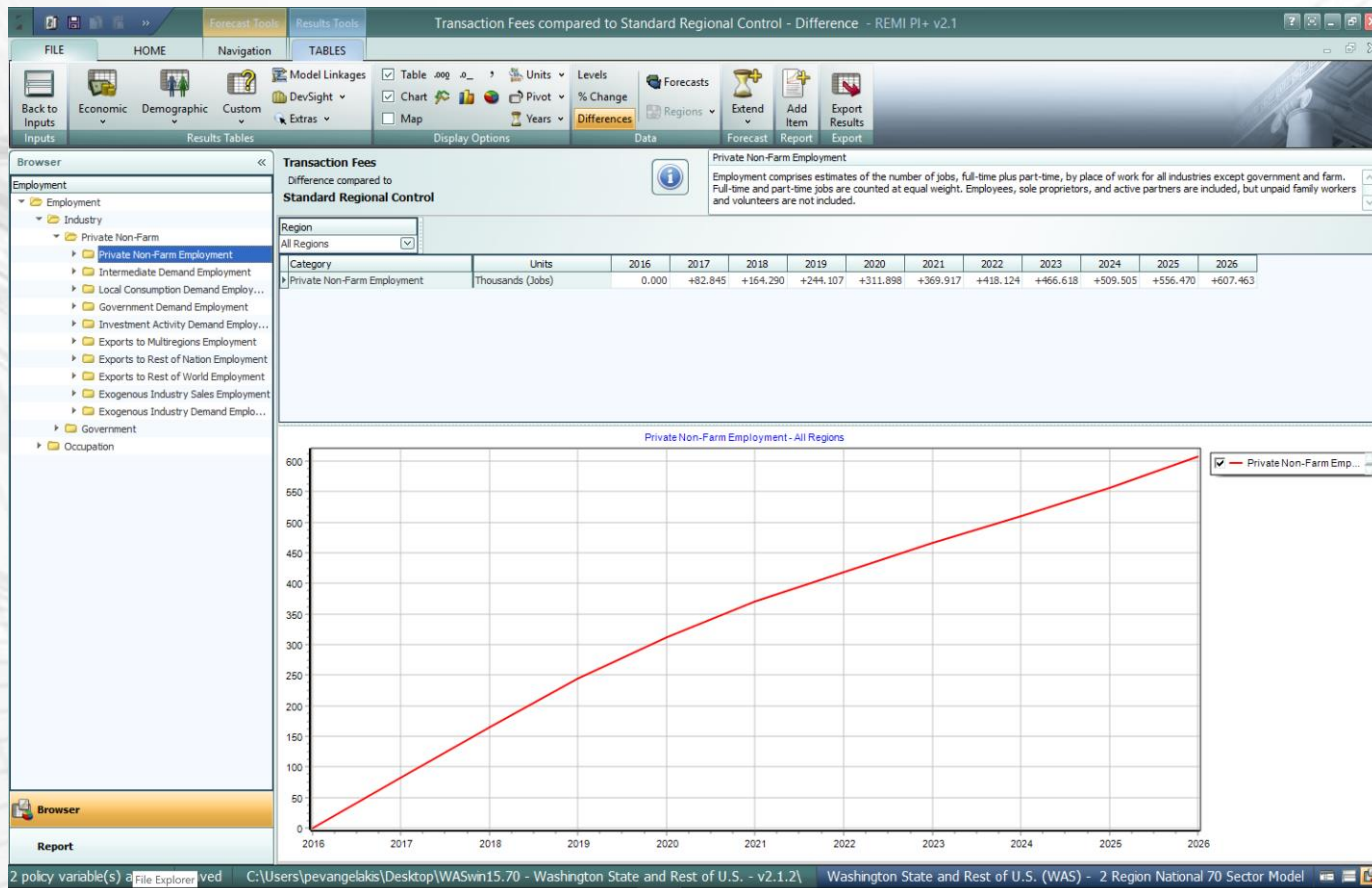 Forecast Tools
Results Tools
Transaction Fees compared to Standard Regional Control - Difference - REMI PI+ v2.1
FILE
HOME
Navigation
TABLES
Back to Inputs
Economic
Demographic
Custom
Model Linkages
DevSight
Extras
Table .000 .0_ ,
Units
Chart
Pivot
Map
Years
Levels
% Change
Differences
Forecasts
Regions
Extend
Add Item
Export Results
Inputs
Results Tables
Display Options
Data
Forecast
Report
Export
Browser «
Employment
Employment
Industry
Private Non-Farm
Private Non-Farm Employment
Intermediate Demand Employment
Local Consumption Demand Employ...
Government Demand Employment
Investment Activity Demand Employ...
Exports to Multiregions Employment
Exports to Rest of Nation Employment
Exports to Rest of World Employment
Exogenous Industry Sales Employment
Exogenous Industry Demand Emplo...
Government
Occupation
Browser
Report
Transaction Fees
Difference compared to
Standard Regional Control
Private Non-Farm Employment
Employment comprises estimates of the number of jobs, full-time plus part-time, by place of work for all industries except government and farm.
Full-time and part-time jobs are counted at equal weight. Employees, sole proprietors, and active partners are included, but unpaid family workers
and volunteers are not included.
Region
All Regions
Category Units 2016 2017 2018 2019 2020 2021 2022 2023 2024 2025 2026
Private Non-Farm Employment Thousands (Jobs) 0.000 +82.845 +164.290 +244.107 +311.898 +369.917 +418.124 +466.618 +509.505 +556.470 +607.463
Private Non-Farm Employment - All Regions
600
550
500
450
400
350
300
250
200
150
100
50
0
2016 2017 2018 2019 2020 2021 2022 2023 2024 2025 2026
Private Non-Farm Emp...
2 policy variable(s) a
File Explorer
ved
C:\Users\pevangelakis\Desktop\WASwin15.70 - Washington State and Rest of U.S. - v2.1.2\
Washington State and Rest of U.S. (WAS) - 2 Region National 70 Sector Model